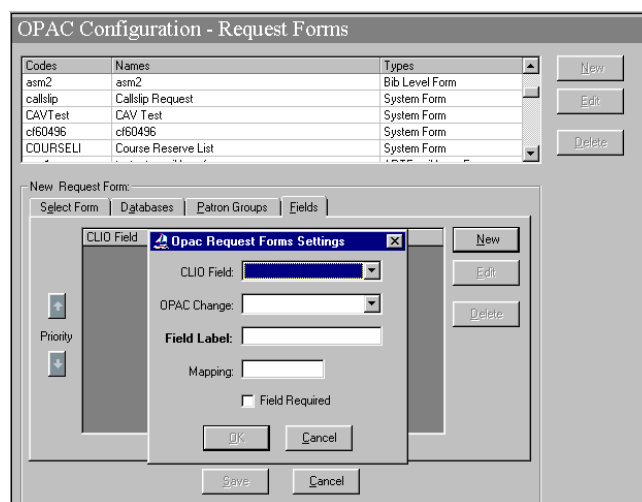 OPAC Configuration - Request Forms
Codes Names Types
asm2 asm2 Bib Level Form
callslip Callslip Request System Form
CAVTest CAV Test System Form
cf60496 cf60496 System Form
COURSELI Course Reserve List System Form
New
Edit
Delete
New Request Form:
Select Form Databases Patron Groups Fields
CLIO Field
Priority
New
Edit
Delete
Opac Request Forms Settings
CLIO Field:
OPAC Change:
Field Label:
Mapping:
Field Required
OK Cancel
Save Cancel